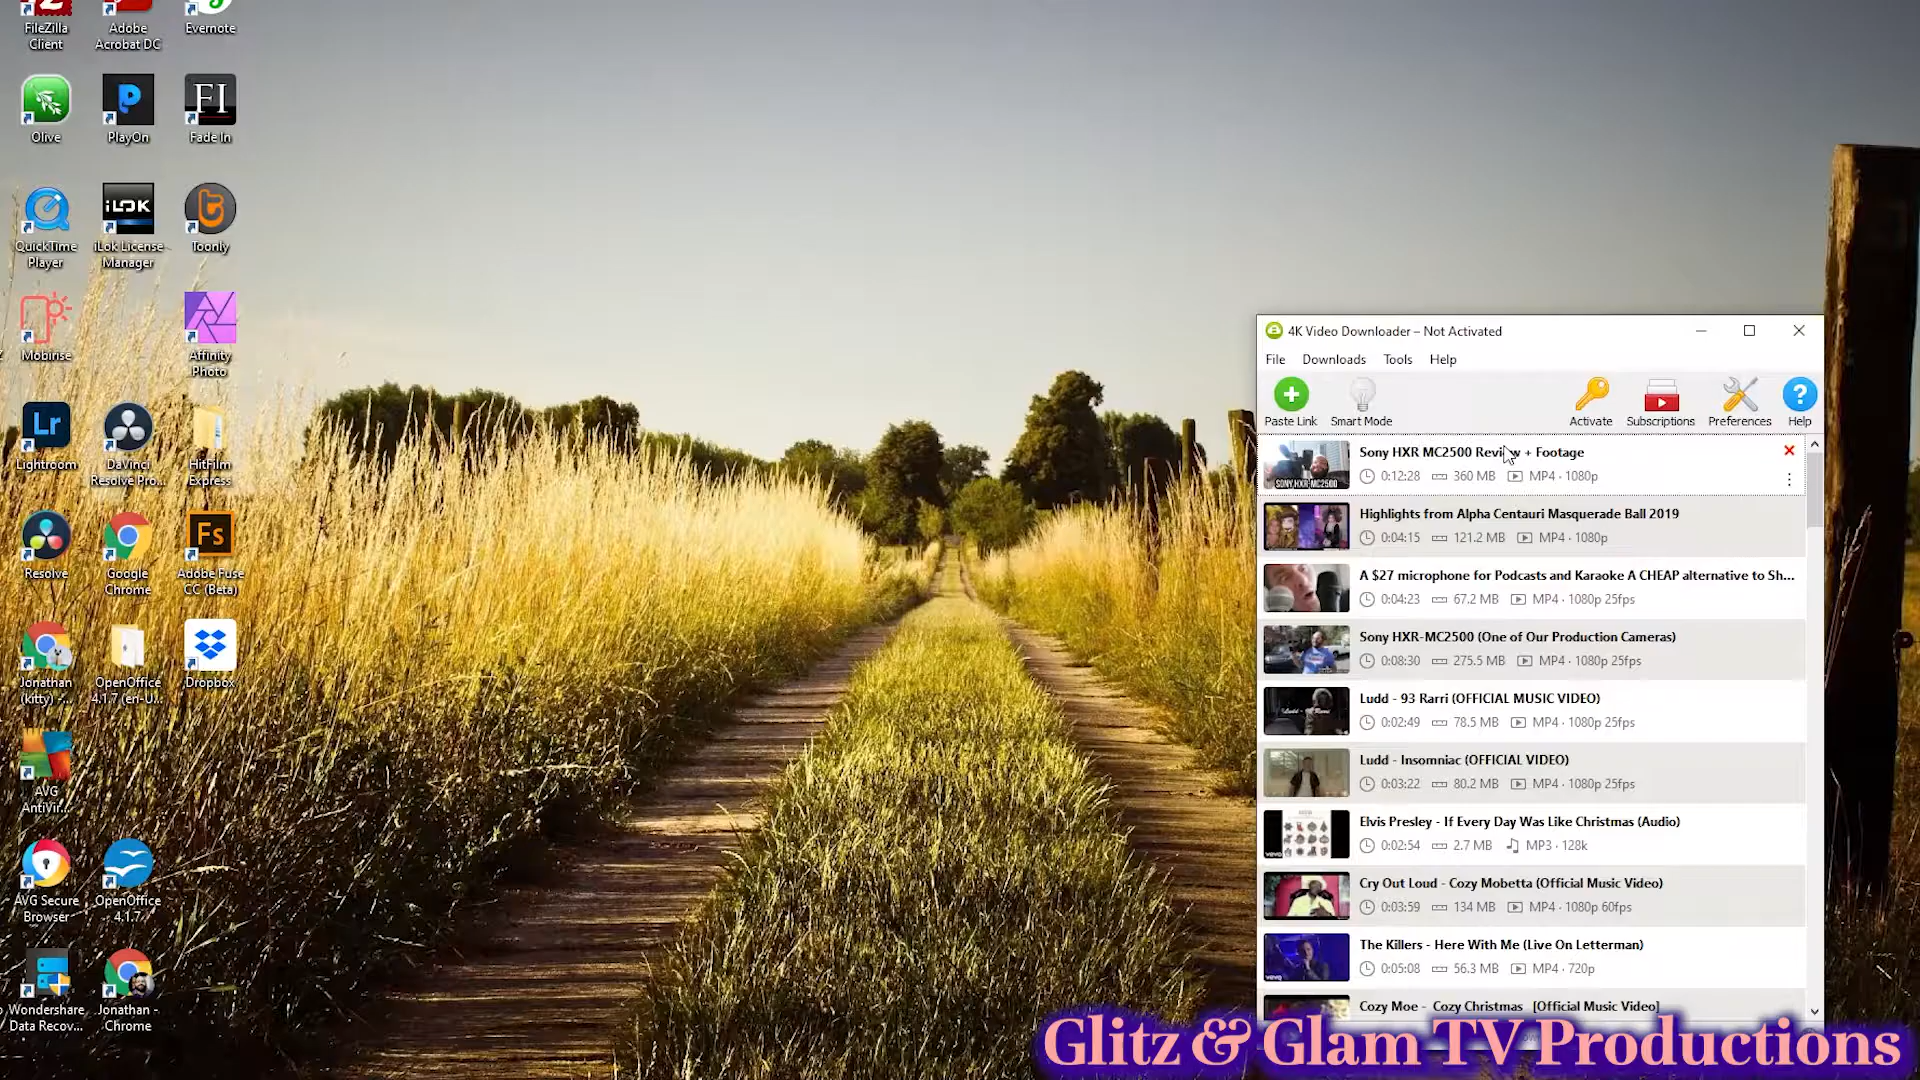 FileZilla
Client
Adobe
Acrobat DC
Evernote
Olive
PlayOn
FI
Fade In
QuickTime
Player
iLOK
iLok License
Manager
Toonly
Mobirise
Affinity
Photo
Lr
Lightroom
DaVinci
Resolve Pro...
HitFilm
Express
Resolve
Google
Chrome
Fs
Adobe Fuse
CC (Beta)
Jonathan
(kitty) -...
OpenOffice
4.1.7 (en-U...
Dropbox
AVG
AntiVir...
AVG Secure
Browser
OpenOffice
4.1.7
Wondershare
Data Recov...
Jonathan -
Chrome
4K Video Downloader – Not Activated
File Downloads Tools Help
Paste Link Smart Mode Activate Subscriptions Preferences Help
SONY HXR MC2500
Sony HXR MC2500 Review + Footage
0:12:28 360 MB MP4 · 1080p
Highlights from Alpha Centauri Masquerade Ball 2019
0:04:15 121.2 MB MP4 · 1080p
A $27 microphone for Podcasts and Karaoke A CHEAP alternative to Sh...
0:04:23 67.2 MB MP4 · 1080p 25fps
Sony HXR-MC2500 (One of Our Production Cameras)
0:08:30 275.5 MB MP4 · 1080p 25fps
Ludd - 93 Rarri (OFFICIAL MUSIC VIDEO)
0:02:49 78.5 MB MP4 · 1080p 25fps
Ludd - Insomniac (OFFICIAL VIDEO)
0:03:22 80.2 MB MP4 · 1080p 25fps
Elvis Presley - If Every Day Was Like Christmas (Audio)
0:02:54 2.7 MB MP3 · 128k
Cry Out Loud - Cozy Mobetta (Official Music Video)
0:03:59 134 MB MP4 · 1080p 60fps
The Killers - Here With Me (Live On Letterman)
0:05:08 56.3 MB MP4 · 720p
Cozy Moe - Cozy Christmas [Official Music Video]
Glitz & Glam TV Productions